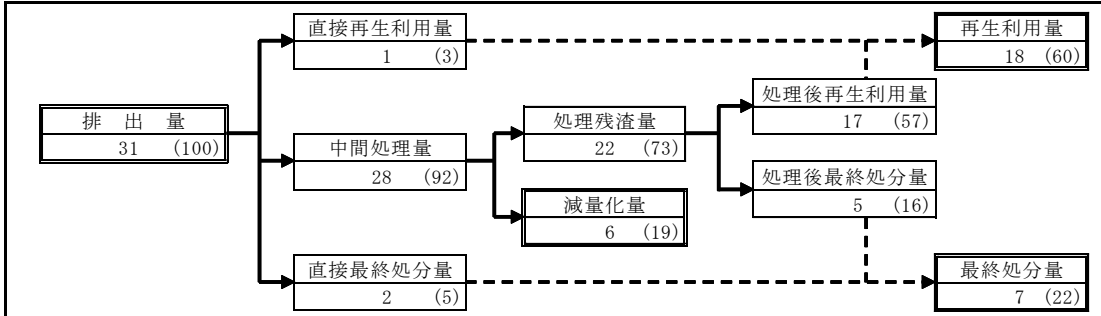 直接再生利用量
1 (3)
再生利用量
18 (60)
処理後再生利用量
17 (57)
排 出 量
31 (100)
処理残渣量
22 (73)
中間処理量
28 (92)
処理後最終処分量
5 (16)
減量化量
6 (19)
直接最終処分量
2 (5)
最終処分量
7 (22)